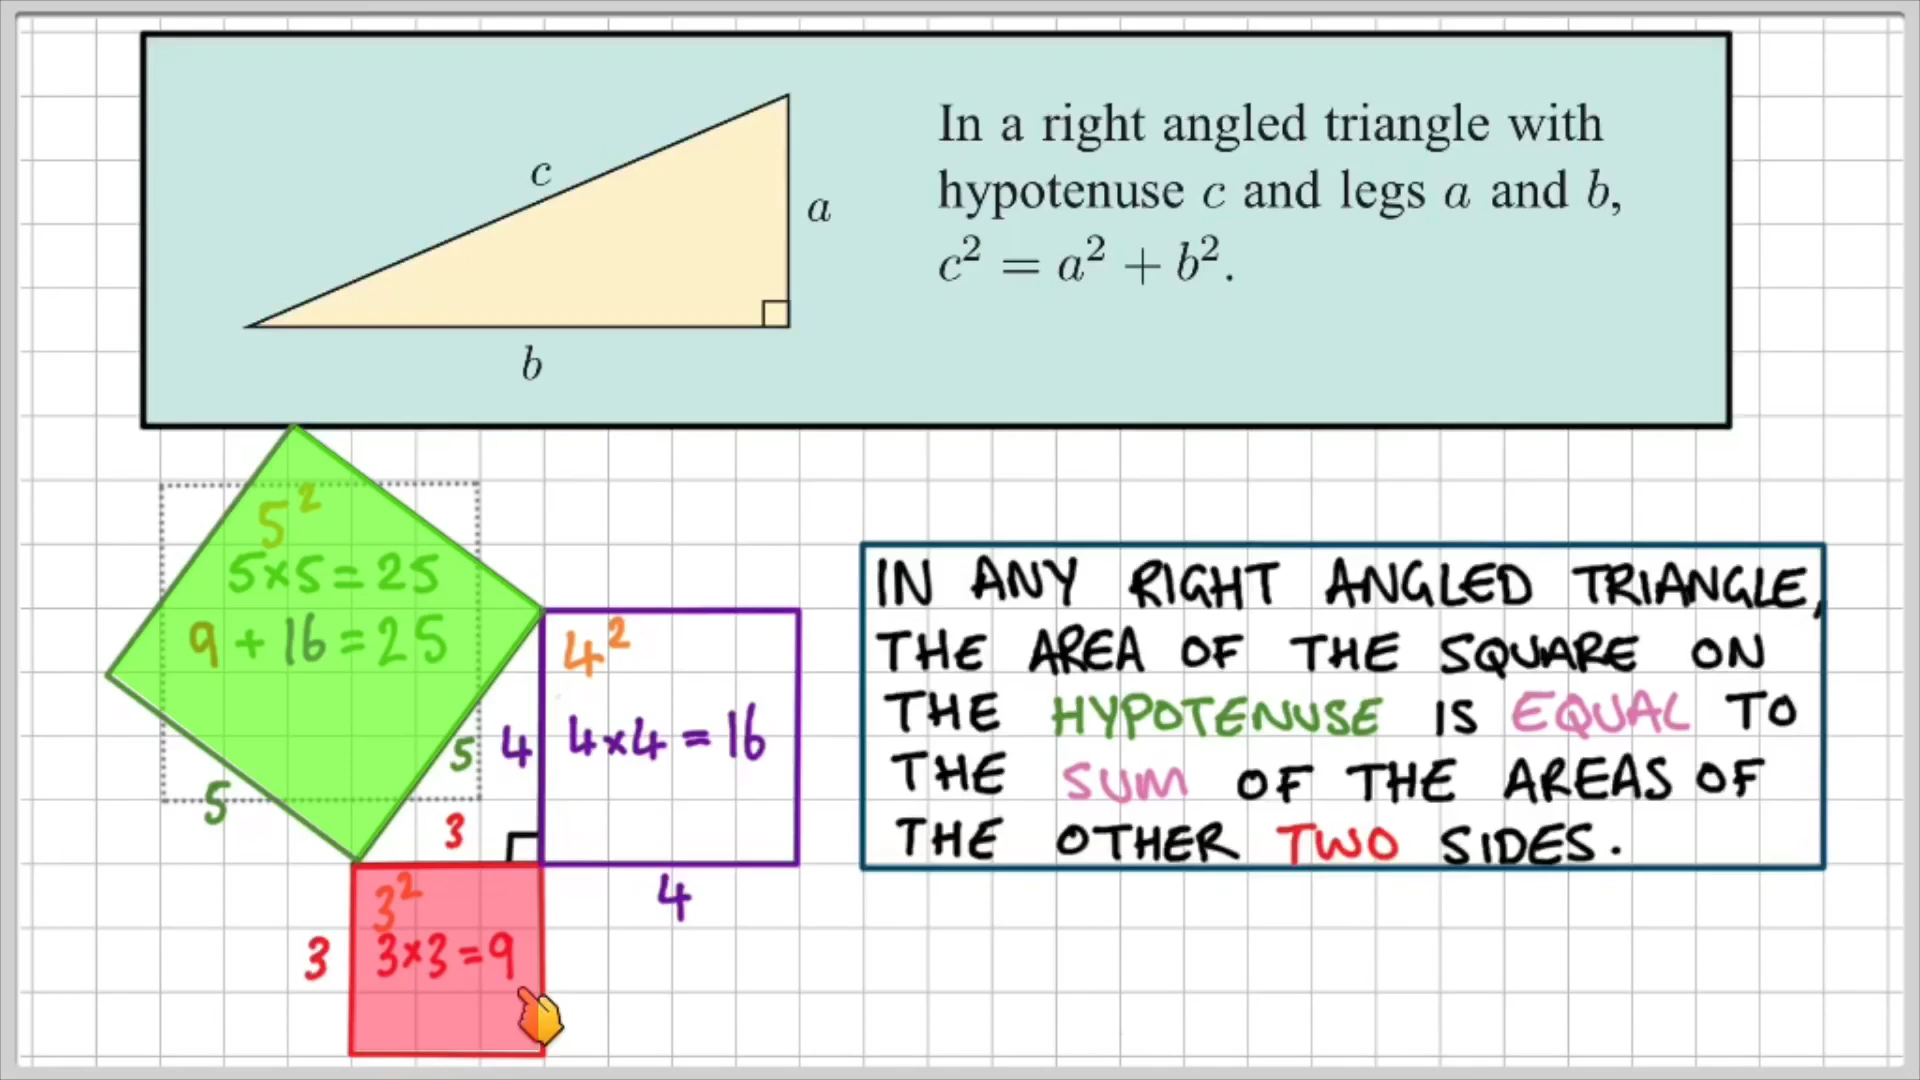 In a right angled triangle with
hypotenuse c and legs a and b,
c² = a² + b².
c
a
b
5²
5×5=25
9+16=25
5
5
4
4²
4×4=16
4
3
3²
3×3=9
3
IN ANY RIGHT ANGLED TRIANGLE,
THE AREA OF THE SQUARE ON
THE HYPOTENUSE IS EQUAL TO
THE SUM OF THE AREAS OF
THE OTHER TWO SIDES.